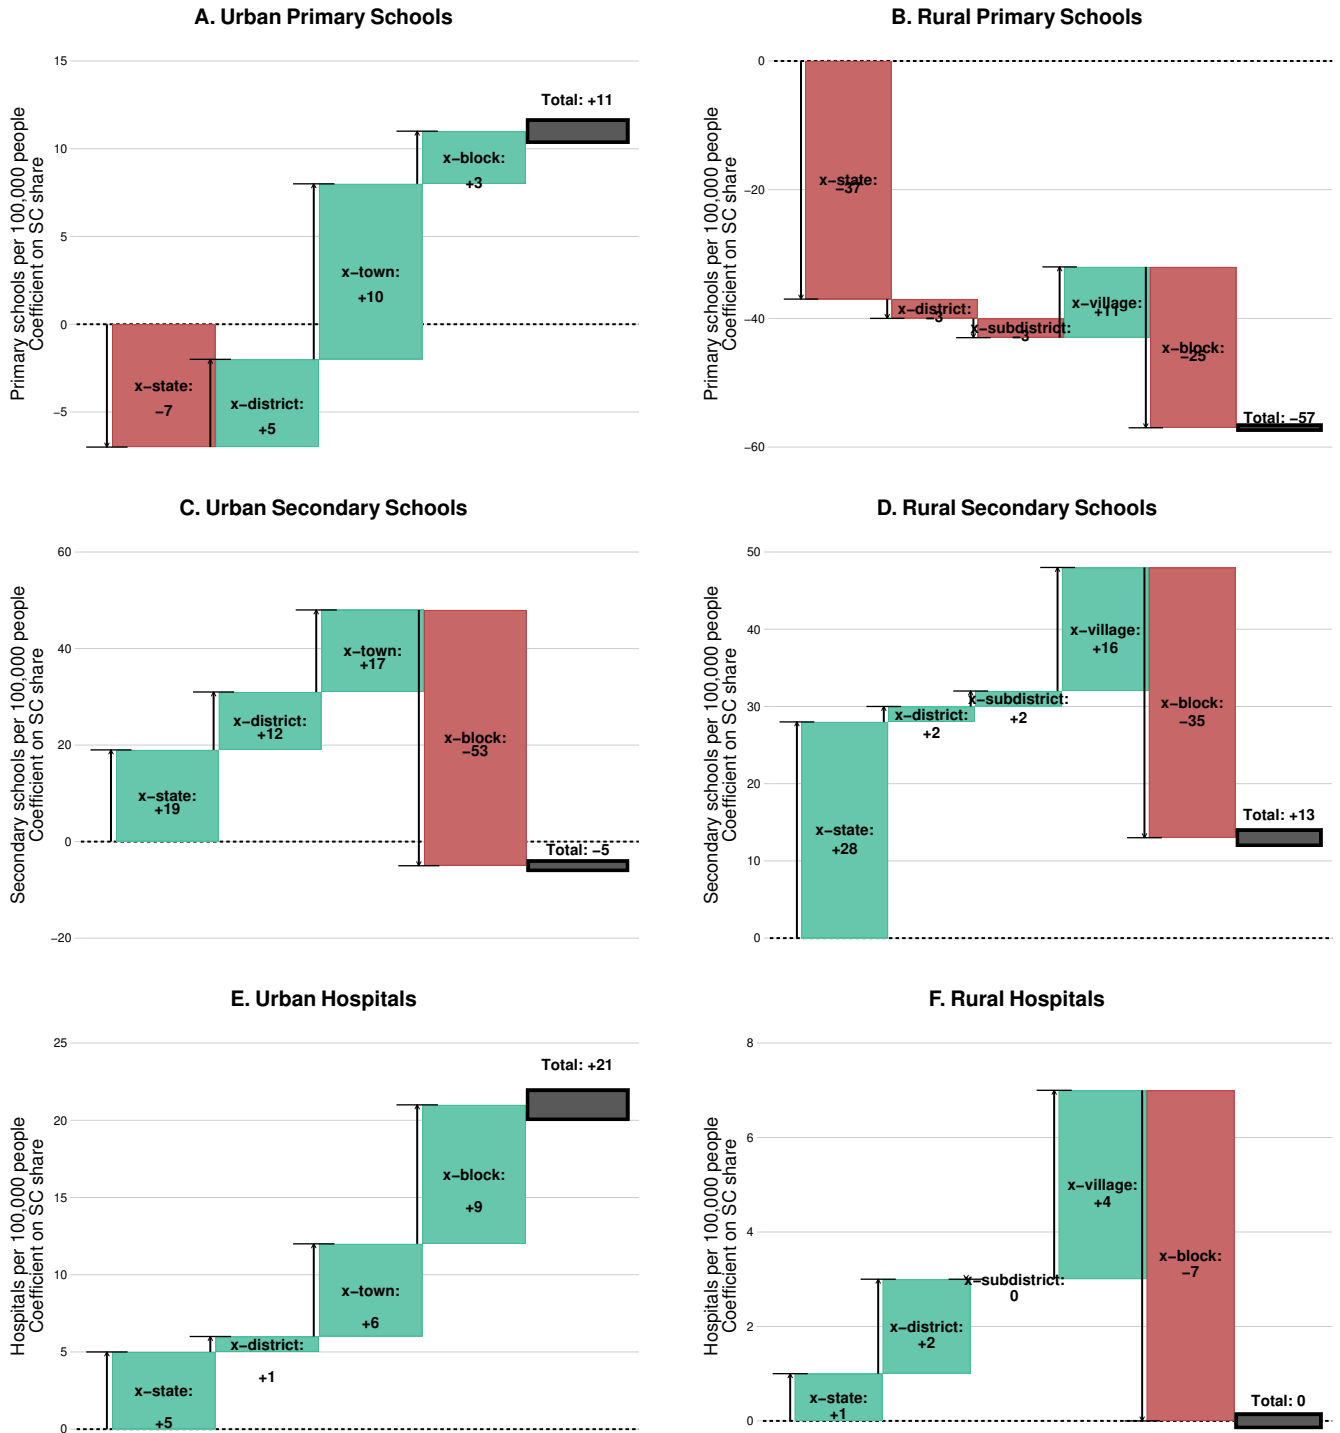 A. Urban Primary Schools
Primary schools per 100,000 people
Coefficient on SC share
15
10
5
0
−5
x−state:
−7
x−district:
+5
x−town:
+10
x−block:
+3
Total: +11
B. Rural Primary Schools
Primary schools per 100,000 people
Coefficient on SC share
0
−20
−40
−60
x−state:
−37
x−district:
−3
x−subdistrict:
−3
x−village:
+11
x−block:
−25
Total: −57
C. Urban Secondary Schools
Secondary schools per 100,000 people
Coefficient on SC share
60
40
20
0
−20
x−state:
+19
x−district:
+12
x−town:
+17
x−block:
−53
Total: −5
D. Rural Secondary Schools
Secondary schools per 100,000 people
Coefficient on SC share
50
40
30
20
10
0
x−state:
+28
x−district:
+2
x−subdistrict:
+2
x−village:
+16
x−block:
−35
Total: +13
E. Urban Hospitals
Hospitals per 100,000 people
Coefficient on SC share
25
20
15
10
5
0
x−state:
+5
x−district:
+1
x−town:
+6
x−block:
+9
Total: +21
F. Rural Hospitals
Hospitals per 100,000 people
Coefficient on SC share
8
6
4
2
0
x−state:
+1
x−district:
+2
x−subdistrict:
0
x−village:
+4
x−block:
−7
Total: 0